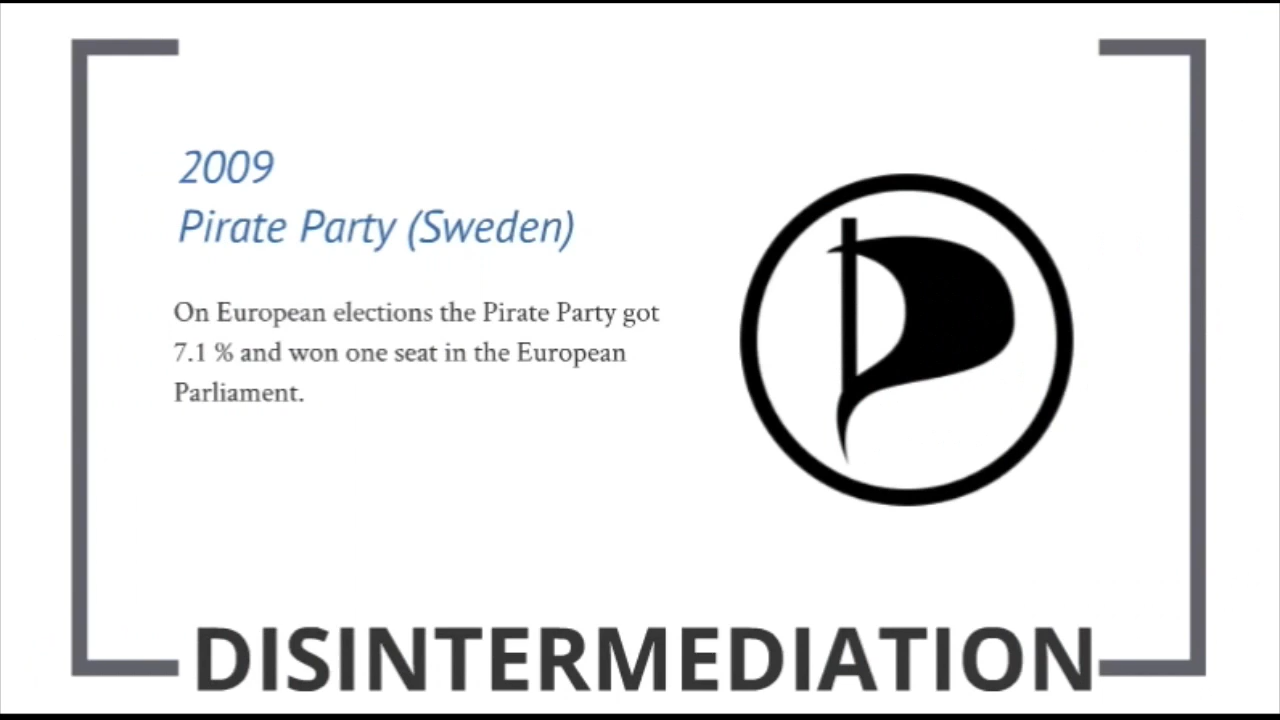 2009
Pirate Party (Sweden)
On European elections the Pirate Party got
7.1 % and won one seat in the European
Parliament.
DISINTERMEDIATION